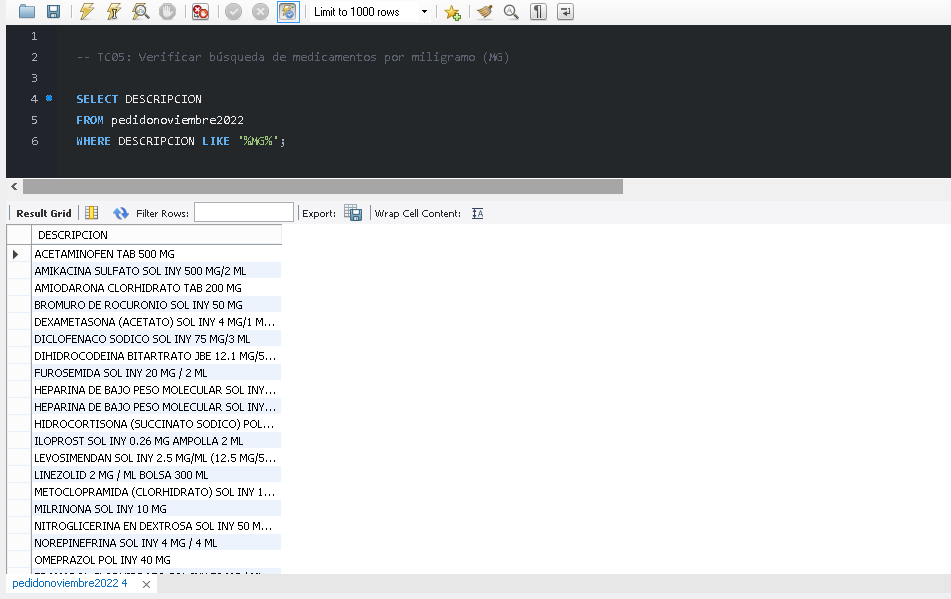 Limit to 1000 rows
1
2 -- TC05: Verificar búsqueda de medicamentos por miligramo (MG)
3
4 SELECT DESCRIPCION
5 FROM pedidonoviembre2022
6 WHERE DESCRIPCION LIKE '%MG%';
Result Grid Filter Rows: Export: Wrap Cell Content:
DESCRIPCION
ACETAMINOFEN TAB 500 MG
AMIKACINA SULFATO SOL INY 500 MG/2 ML
AMIODARONA CLORHIDRATO TAB 200 MG
BROMURO DE ROCURONIO SOL INY 50 MG
DEXAMETASONA (ACETATO) SOL INY 4 MG/1 M...
DICLOFENACO SODICO SOL INY 75 MG/3 ML
DIHIDROCODEINA BITARTRATO JBE 12.1 MG/5...
FUROSEMIDA SOL INY 20 MG / 2 ML
HEPARINA DE BAJO PESO MOLECULAR SOL INY...
HEPARINA DE BAJO PESO MOLECULAR SOL INY...
HIDROCORTISONA (SUCCINATO SODICO) POL...
ILOPROST SOL INY 0.26 MG AMPOLLA 2 ML
LEVOSIMENDAN SOL INY 2.5 MG/ML (12.5 MG/5...
LINEZOLID 2 MG / ML BOLSA 300 ML
METOCLOPRAMIDA (CLORHIDRATO) SOL INY 1...
MILRINONA SOL INY 10 MG
NITROGLICERINA EN DEXTROSA SOL INY 50 M...
NOREPINEFRINA SOL INY 4 MG / 4 ML
OMEPRAZOL POL INY 40 MG
pedidonoviembre2022 4